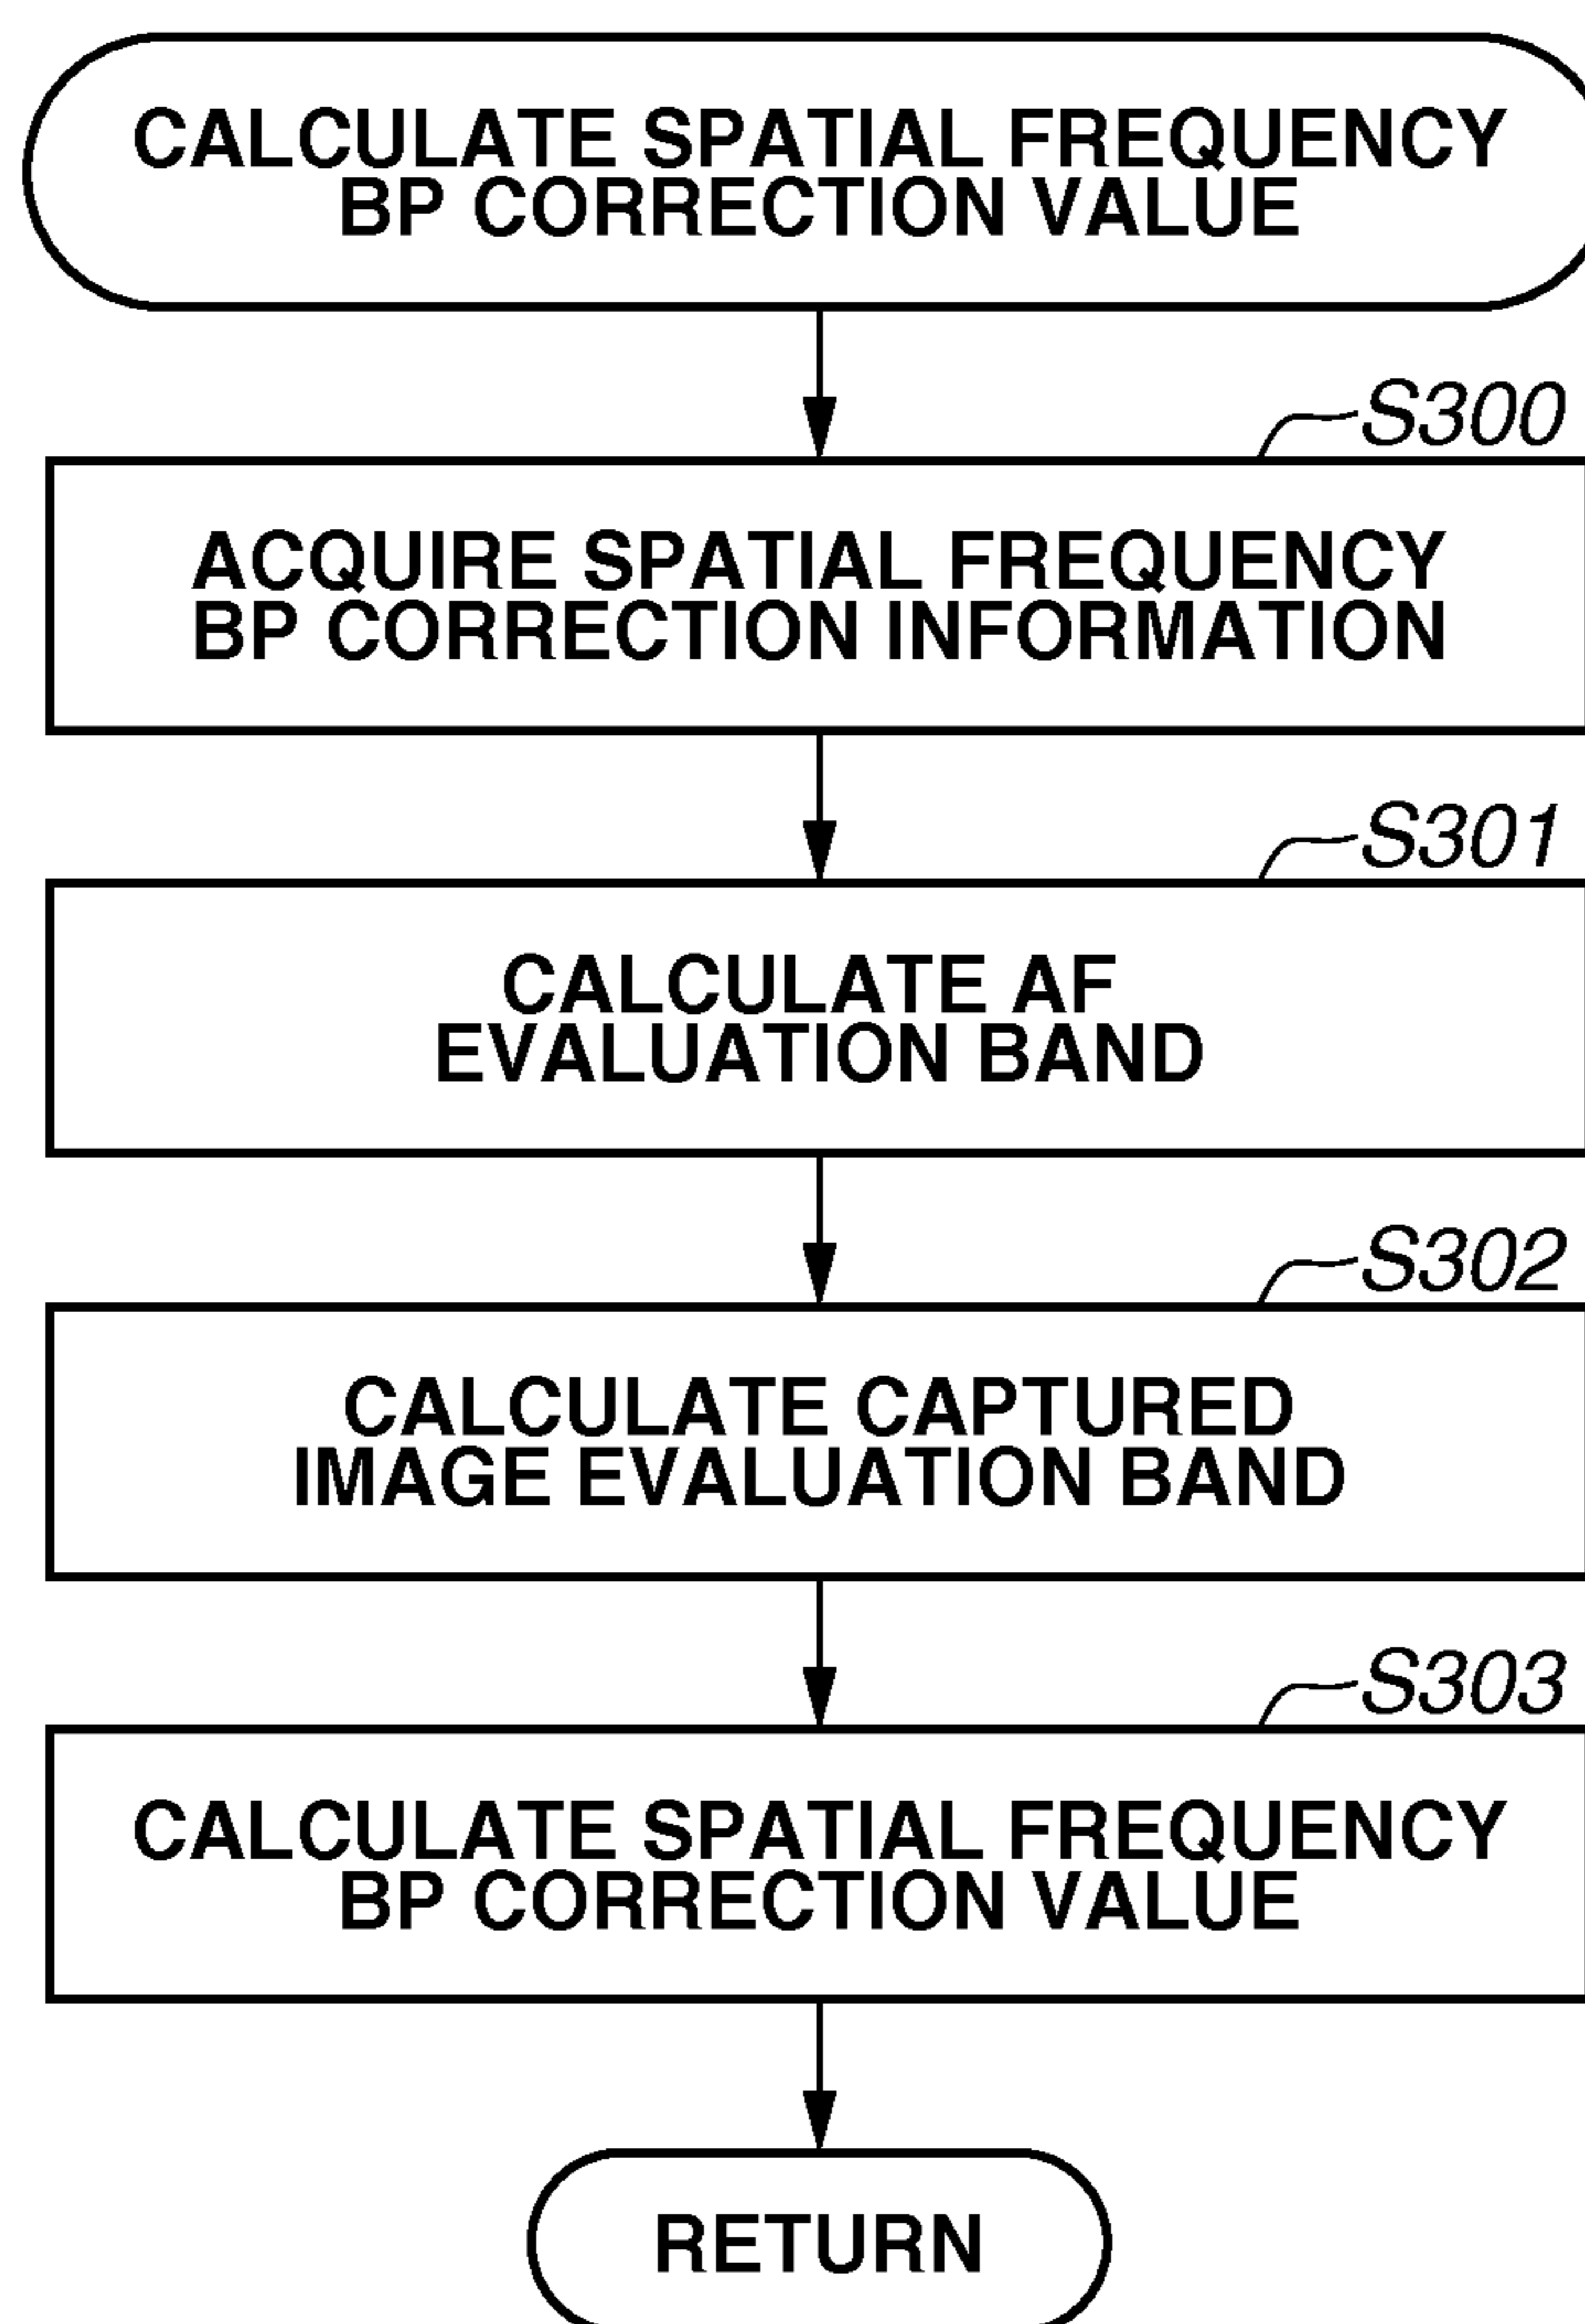 CALCULATE SPATIAL FREQUENCY
BP CORRECTION VALUE
S300
ACQUIRE SPATIAL FREQUENCY
BP CORRECTION INFORMATION
S301
CALCULATE AF
EVALUATION BAND
S302
CALCULATE CAPTURED
IMAGE EVALUATION BAND
S303
CALCULATE SPATIAL FREQUENCY
BP CORRECTION VALUE
RETURN